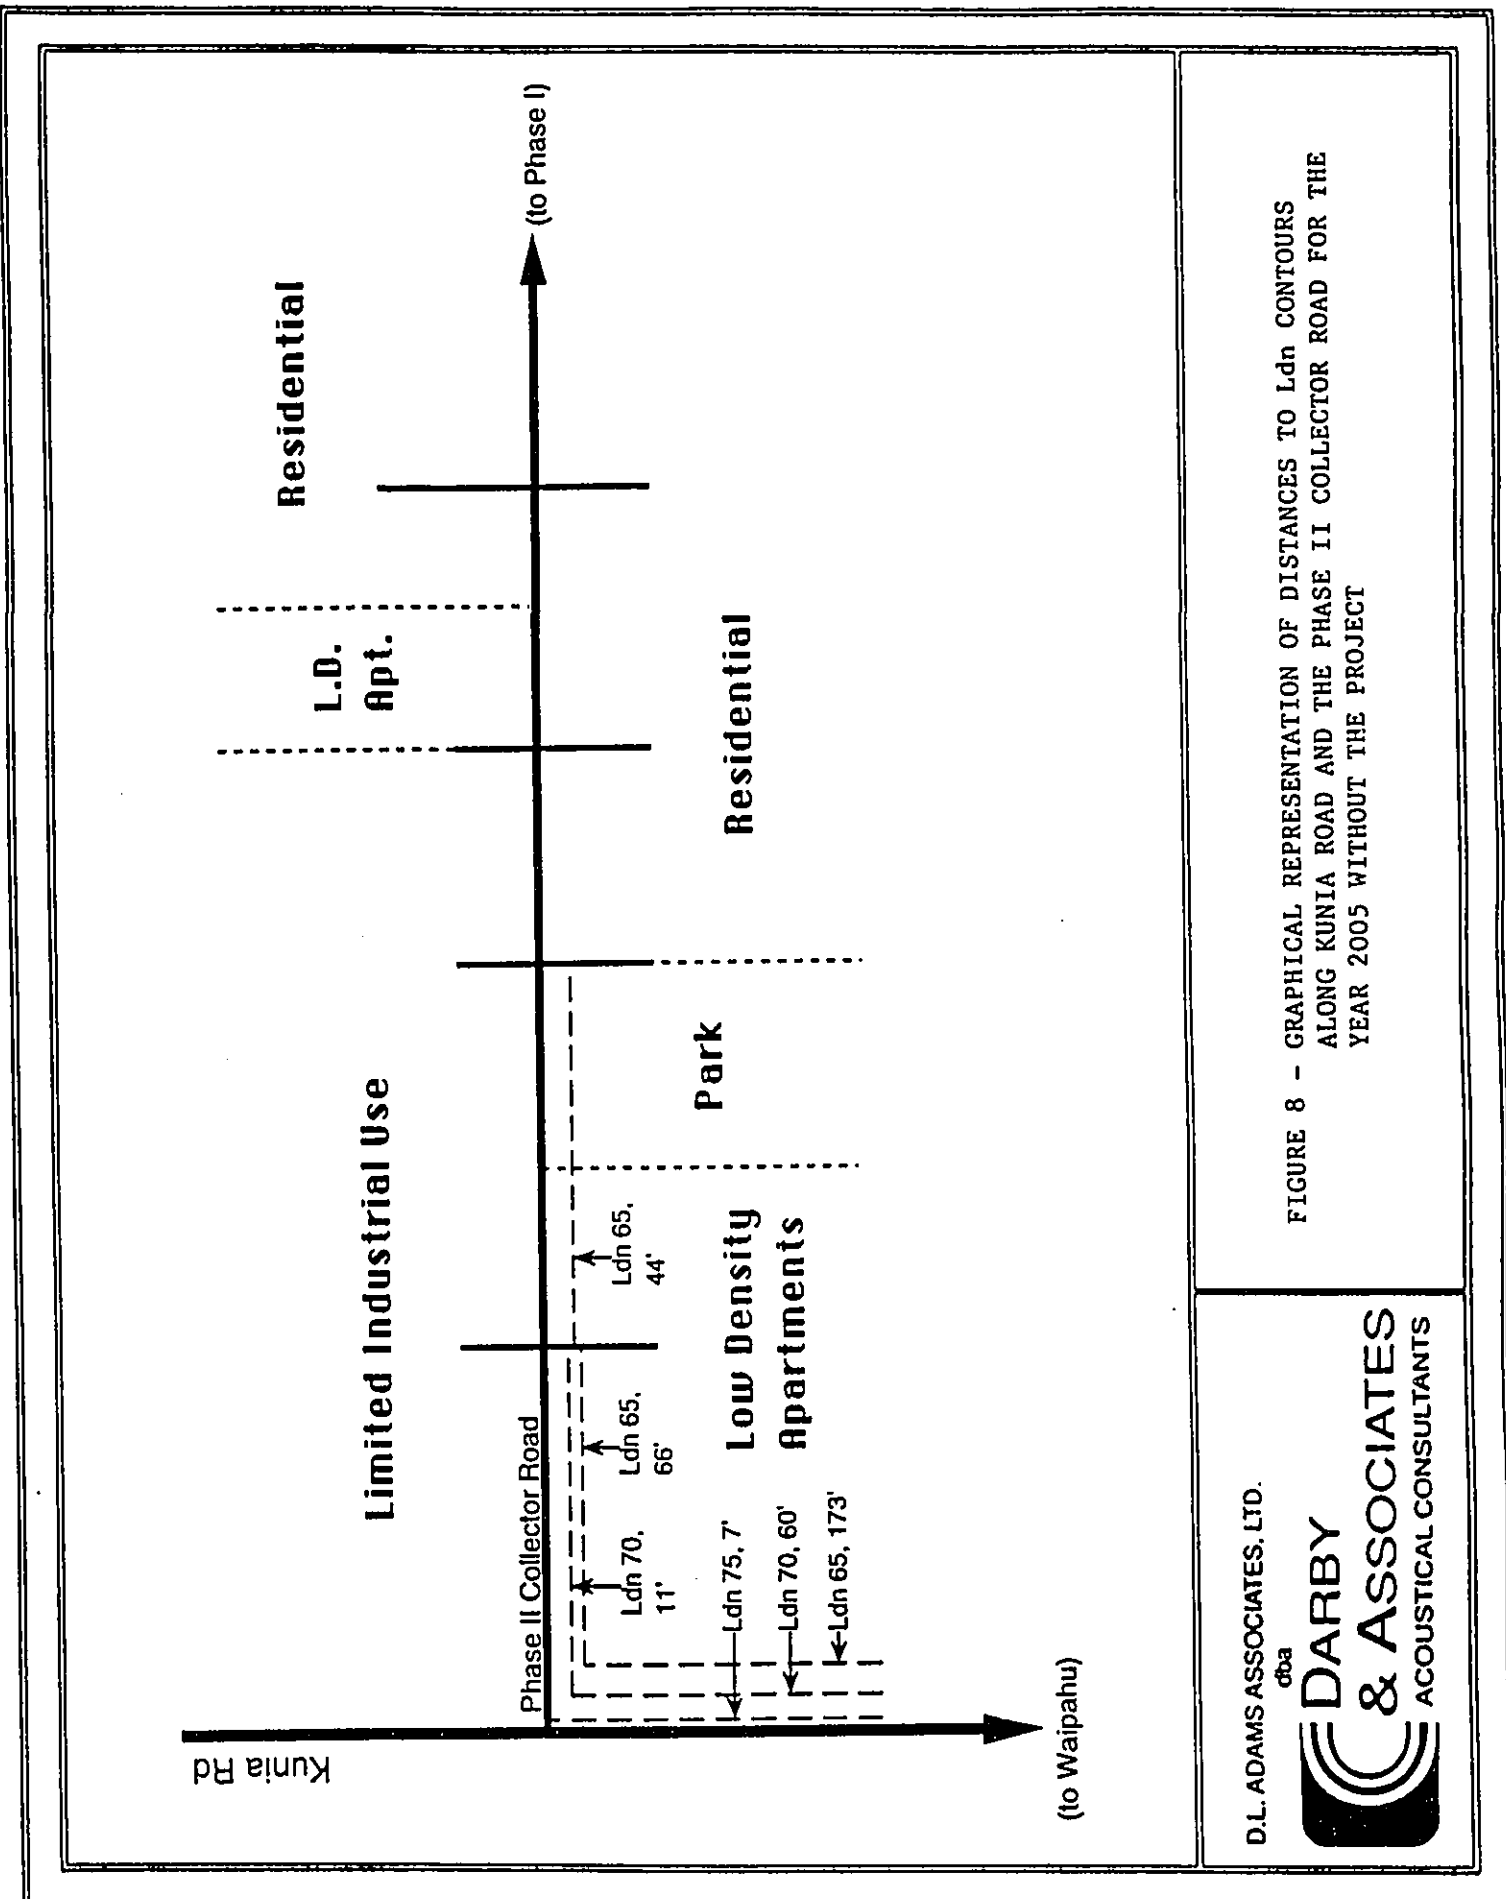 Kunia Rd
Phase II Collector Road
(to Phase I)
(to Waipahu)
Limited Industrial Use
L.D.
Apt.
Residential
Low Density
Apartments
Park
Residential
Ldn 70,
11'
Ldn 65,
66'
Ldn 65,
44'
Ldn 75, 7'
Ldn 70, 60'
Ldn 65, 173'
D.L. ADAMS ASSOCIATES, LTD.
dba
DARBY
& ASSOCIATES
ACOUSTICAL CONSULTANTS
FIGURE 8 - GRAPHICAL REPRESENTATION OF DISTANCES TO Ldn CONTOURS
ALONG KUNIA ROAD AND THE PHASE II COLLECTOR ROAD FOR THE
YEAR 2005 WITHOUT THE PROJECT